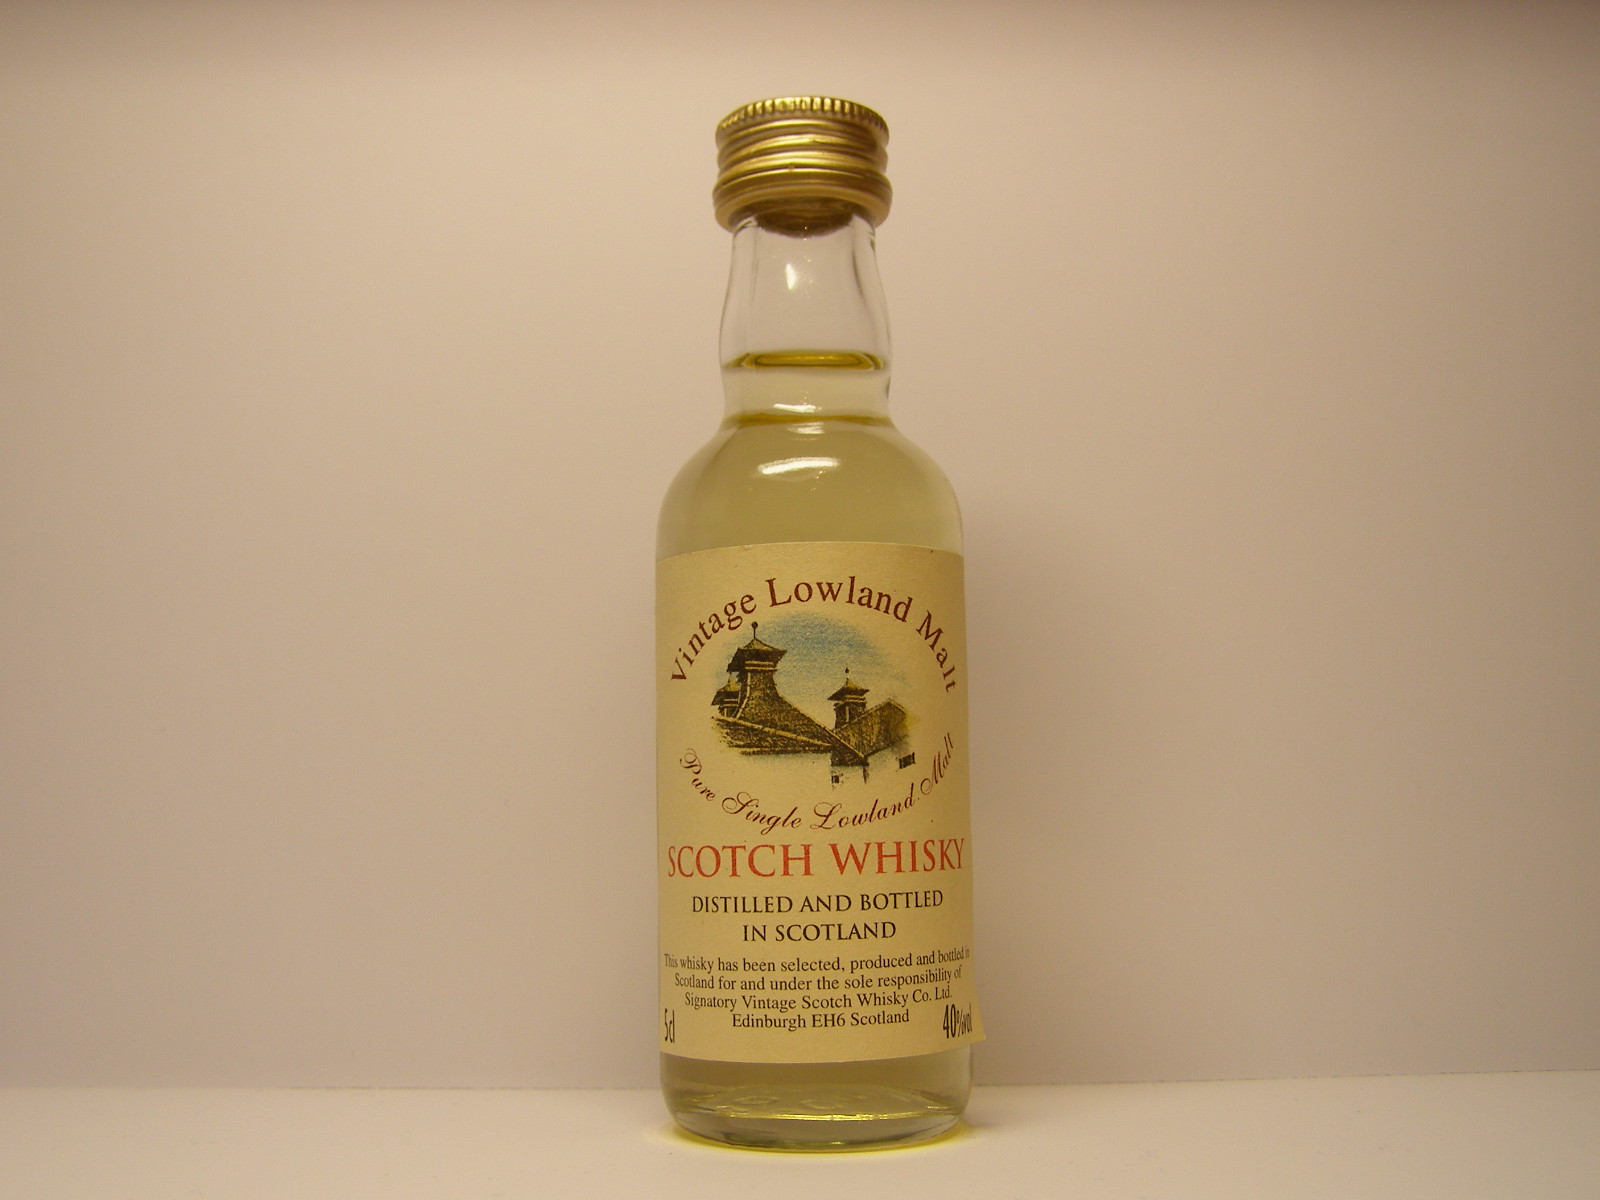 Vintage Lowland Malt
Pure Single Lowland Malt
SCOTCH WHISKY
DISTILLED AND BOTTLED
IN SCOTLAND
This whisky has been selected, produced and bottled in
Scotland for and under the sole responsibility of
Signatory Vintage Scotch Whisky Co. Ltd.
Edinburgh EH6 Scotland
5cl 40%vol